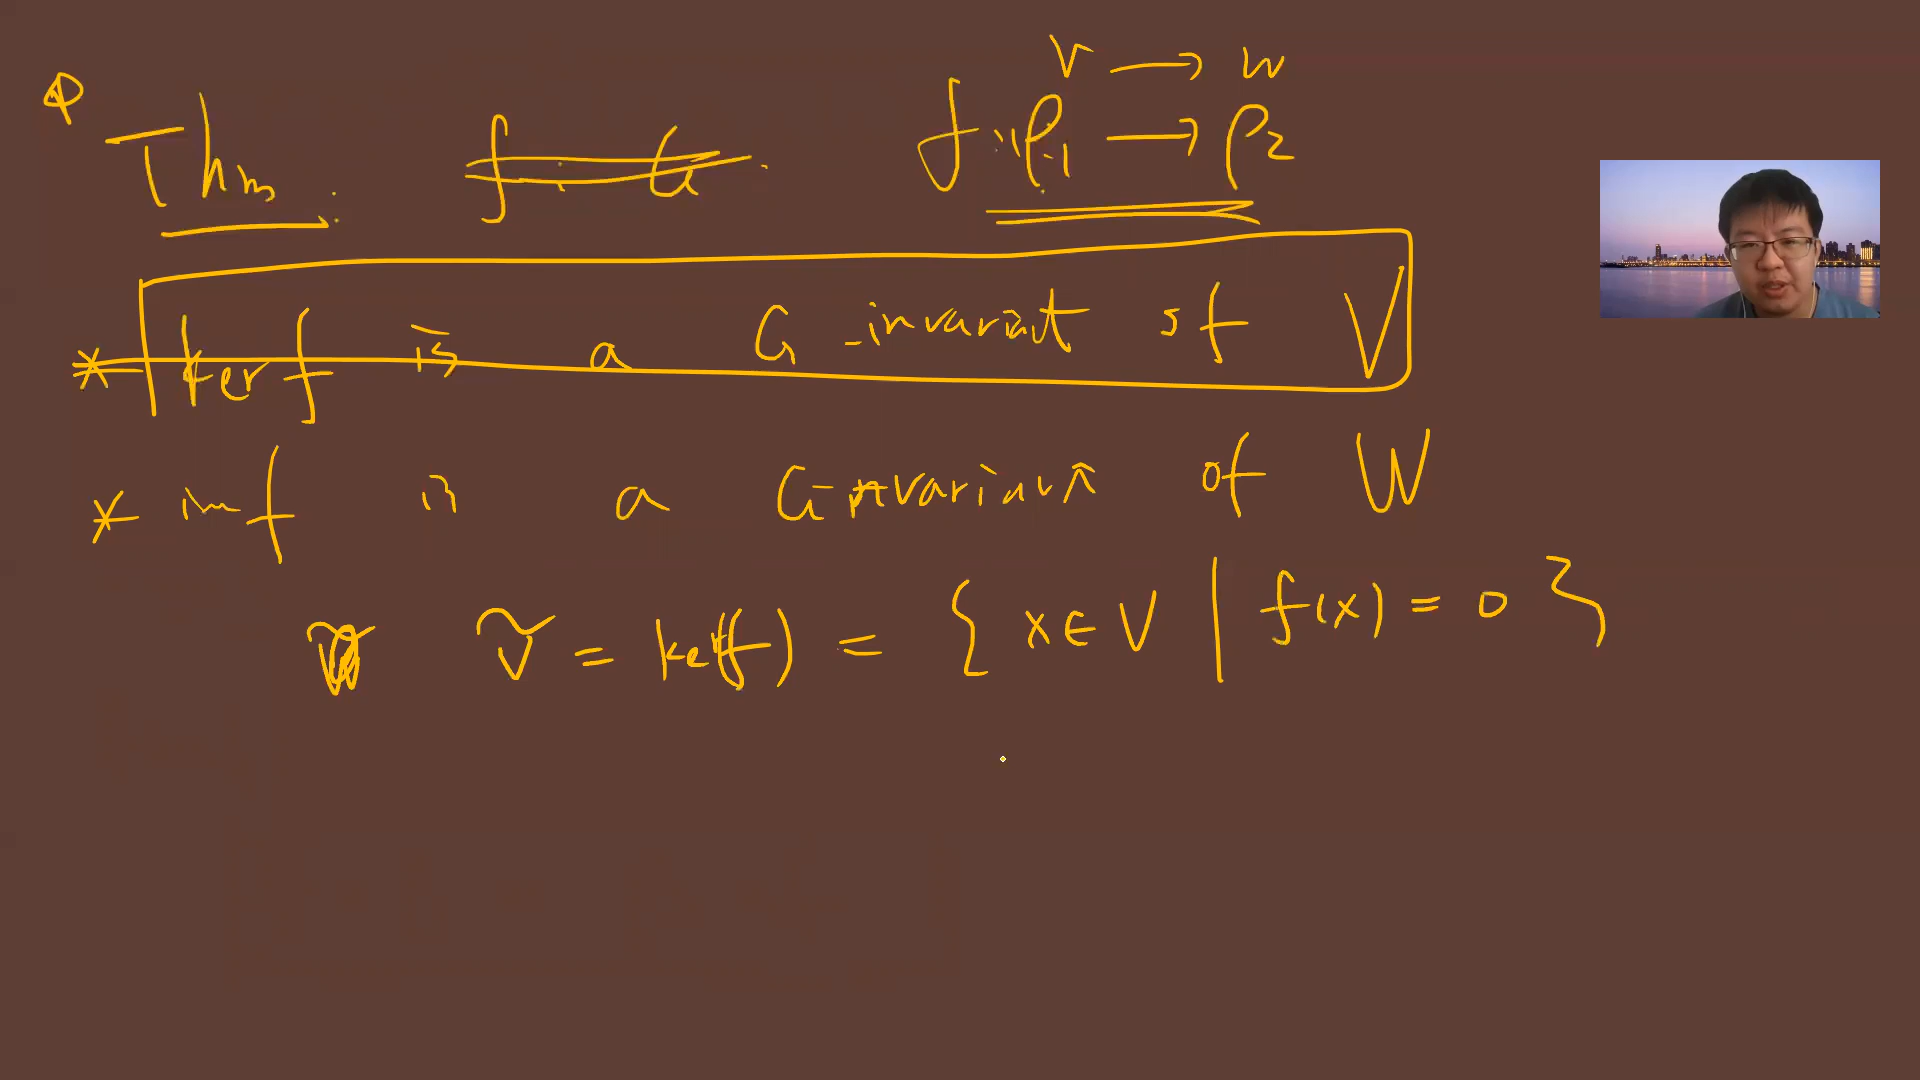 V → W
Thm: f: ρ1 → ρ2
* ker f is a G-invariant of V
* im f is a G-invariant of W
Ṽ = ker(f) = { x ∈ V | f(x) = 0 }